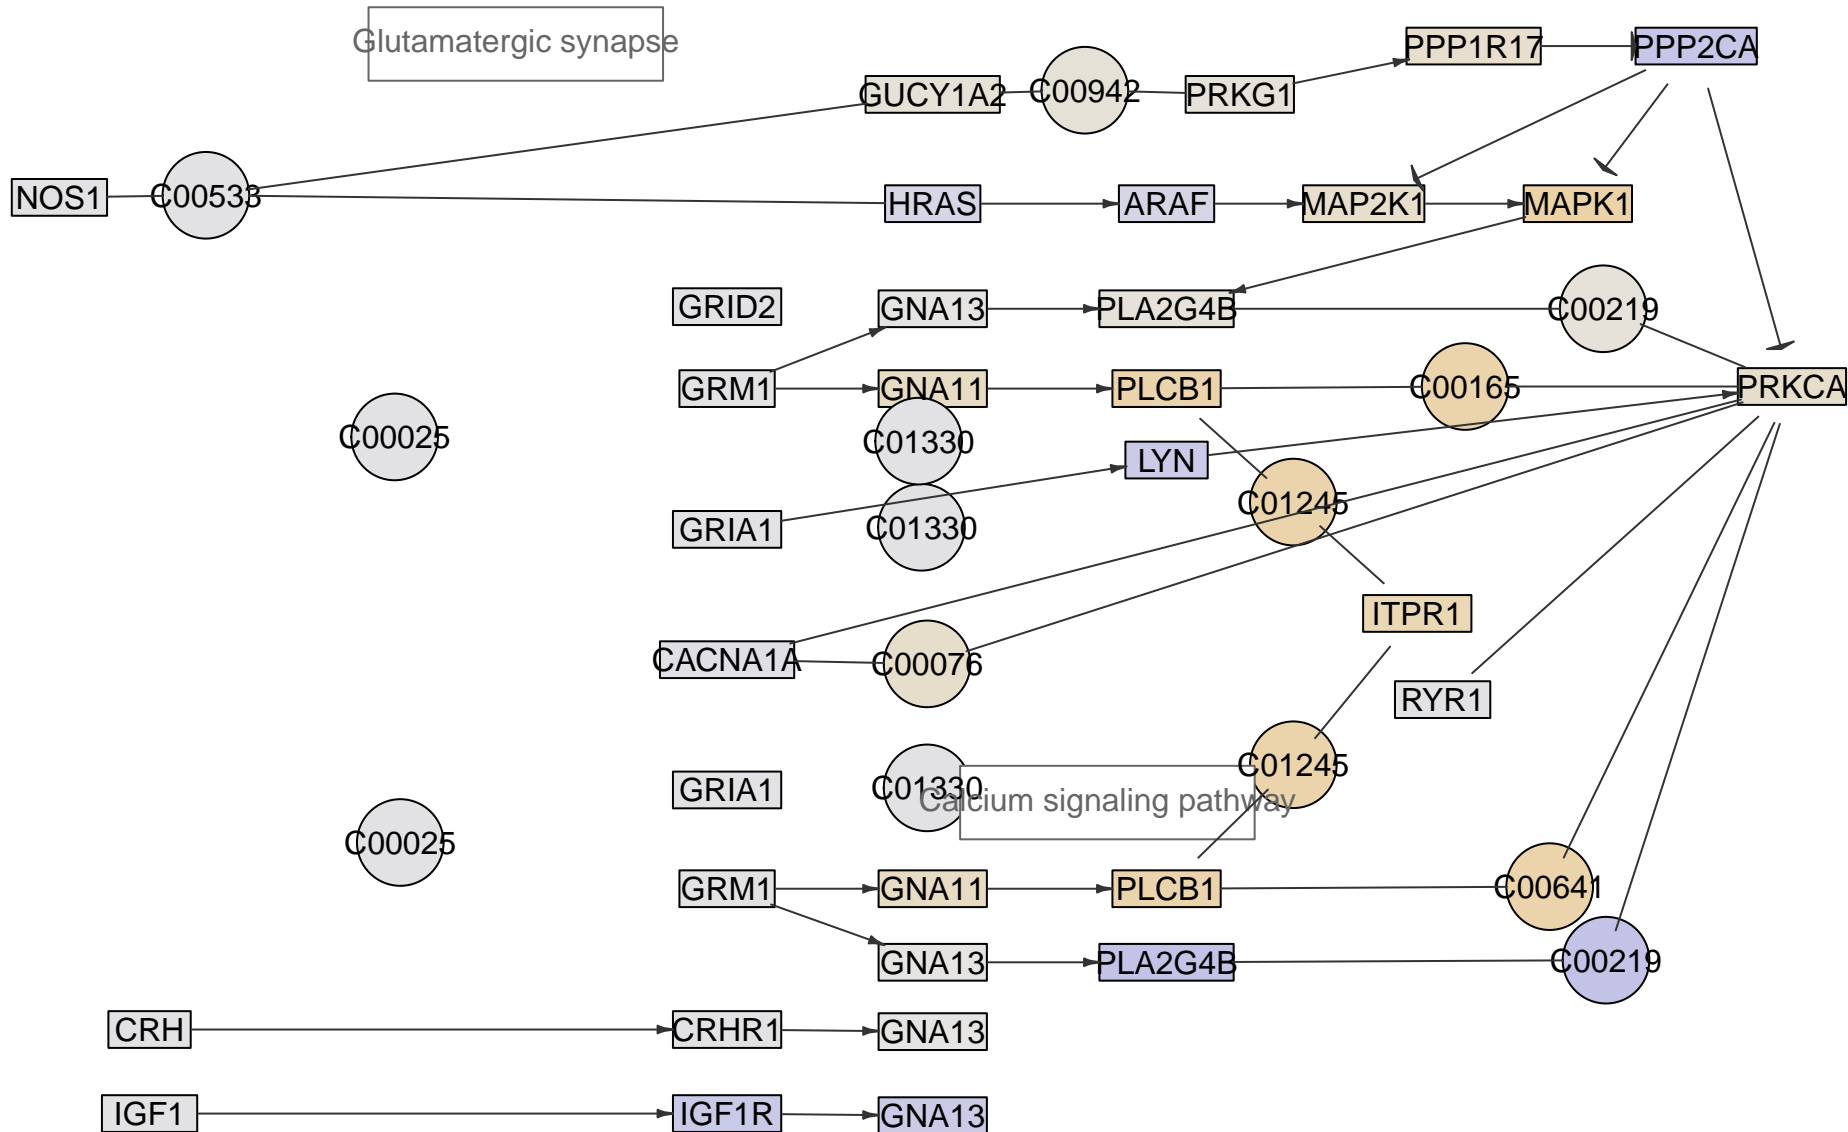 Glutamatergic synapse
PPP1R17
PPP2CA
GUCY1A2
C00942
PRKG1
NOS1
C00533
HRAS
ARAF
MAP2K1
MAPK1
GRID2
GNA13
PLA2G4B
C00219
GRM1
GNA11
PLCB1
C00165
PRKCA
C00025
C01330
LYN
C01245
GRIA1
C01330
ITPR1
CACNA1A
C00076
RYR1
GRIA1
C01330
C01245
Calcium signaling pathway
C00025
GRM1
GNA11
PLCB1
C00641
GNA13
PLA2G4B
C00219
CRH
CRHR1
GNA13
IGF1
IGF1R
GNA13